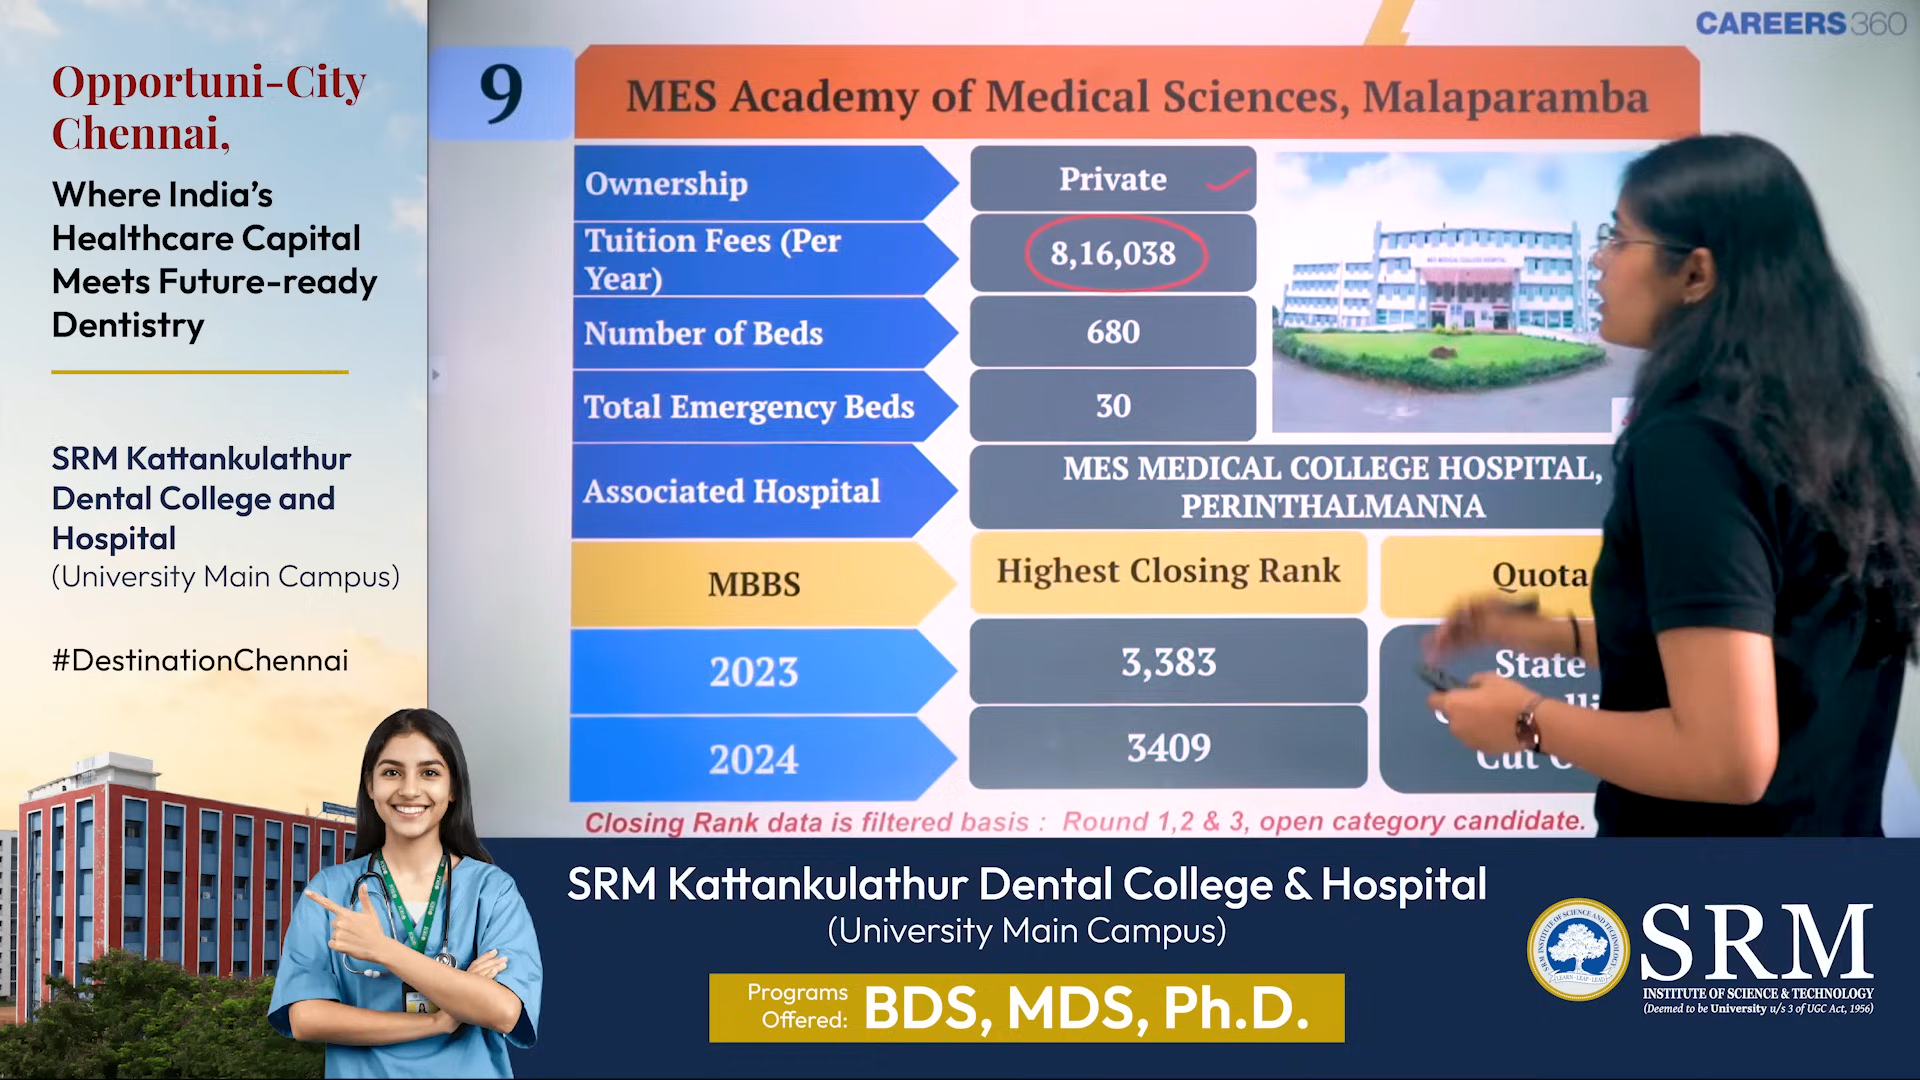 Opportuni-City
Chennai,
Where India's
Healthcare Capital
Meets Future-ready
Dentistry
SRM Kattankulathur
Dental College and
Hospital
(University Main Campus)
#DestinationChennai
CAREERS360
9
MES Academy of Medical Sciences, Malaparamba
Ownership
Private
Tuition Fees (Per
Year)
8,16,038
Number of Beds
680
Total Emergency Beds
30
Associated Hospital
MES MEDICAL COLLEGE HOSPITAL,
PERINTHALMANNA
MBBS
Highest Closing Rank
Quota
2023
3,383
State
2024
3409
Cut
Closing Rank data is filtered basis : Round 1,2 & 3, open category candidate.
SRM Kattankulathur Dental College & Hospital
(University Main Campus)
Programs
Offered:
BDS, MDS, Ph.D.
SRM
INSTITUTE OF SCIENCE & TECHNOLOGY
(Deemed to be University u/s 3 of UGC Act, 1956)